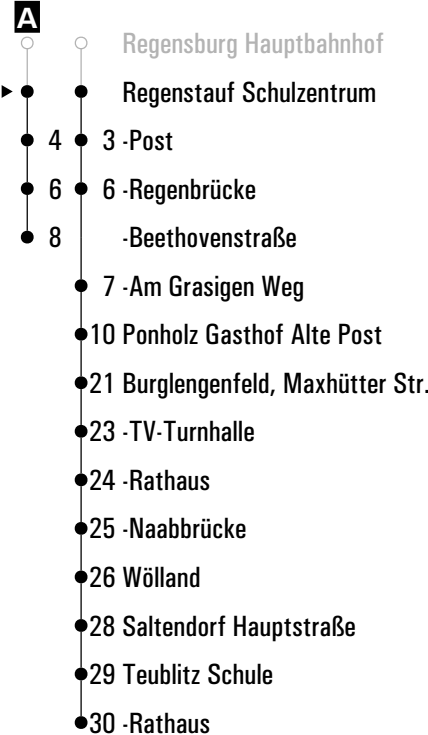 A
Regensburg Hauptbahnhof
Regenstauf Schulzentrum
4 3 -Post
6 6 -Regenbrücke
8 -Beethovenstraße
7 -Am Grasigen Weg
10 Ponholz Gasthof Alte Post
21 Burglengenfeld, Maxhütter Str.
23 -TV-Turnhalle
24 -Rathaus
25 -Naabbrücke
26 Wölland
28 Saltendorf Hauptstraße
29 Teublitz Schule
30 -Rathaus